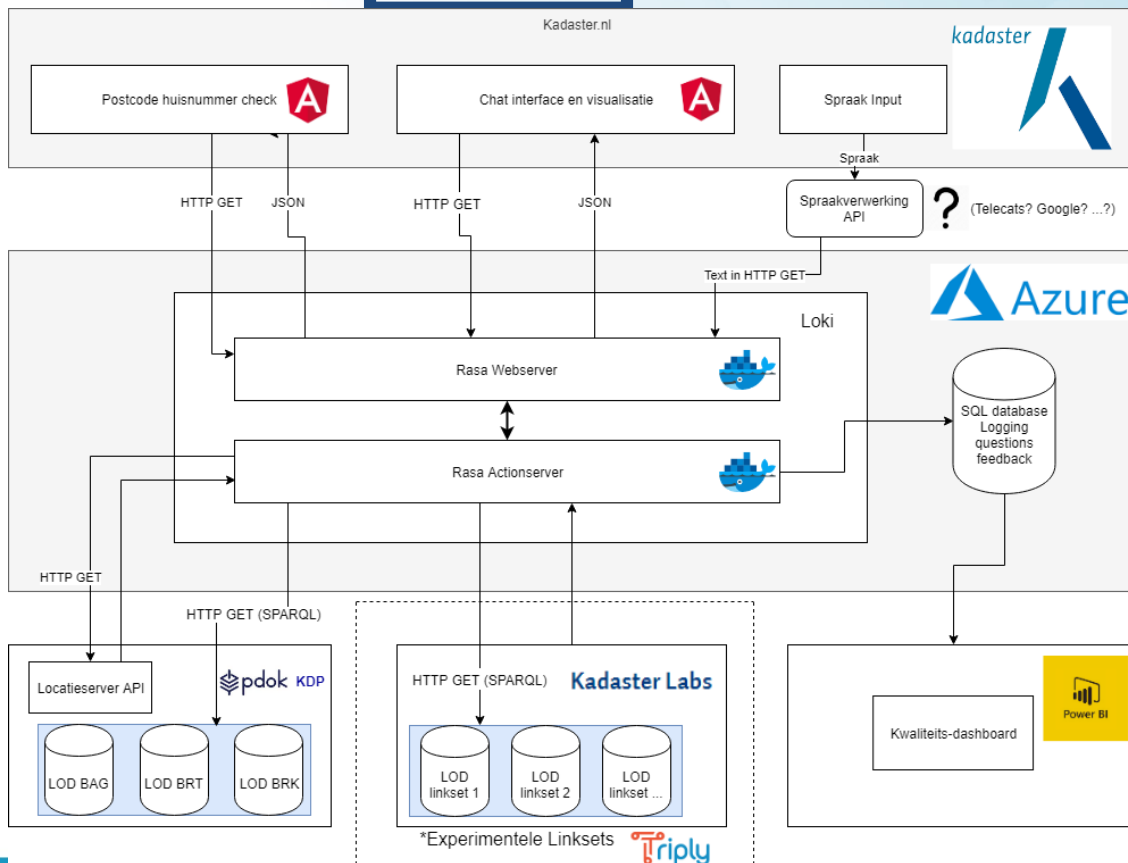 Kadaster.nl
kadaster
Postcode huisnummer check
Chat interface en visualisatie
Spraak Input
Spraak
HTTP GET
JSON
HTTP GET
JSON
Spraakverwerking
API
?
(Telecats? Google? ...?)
Text in HTTP GET
Azure
Loki
Rasa Webserver
SQL database
Logging
questions
feedback
Rasa Actionserver
HTTP GET
HTTP GET (SPARQL)
Locatieserver API
pdok KDP
HTTP GET (SPARQL)
Kadaster Labs
Power BI
Kwaliteits-dashboard
LOD BAG
LOD BRT
LOD BRK
LOD
linkset 1
LOD
linkset 2
LOD
linkset ...
*Experimentele Linksets
Triply